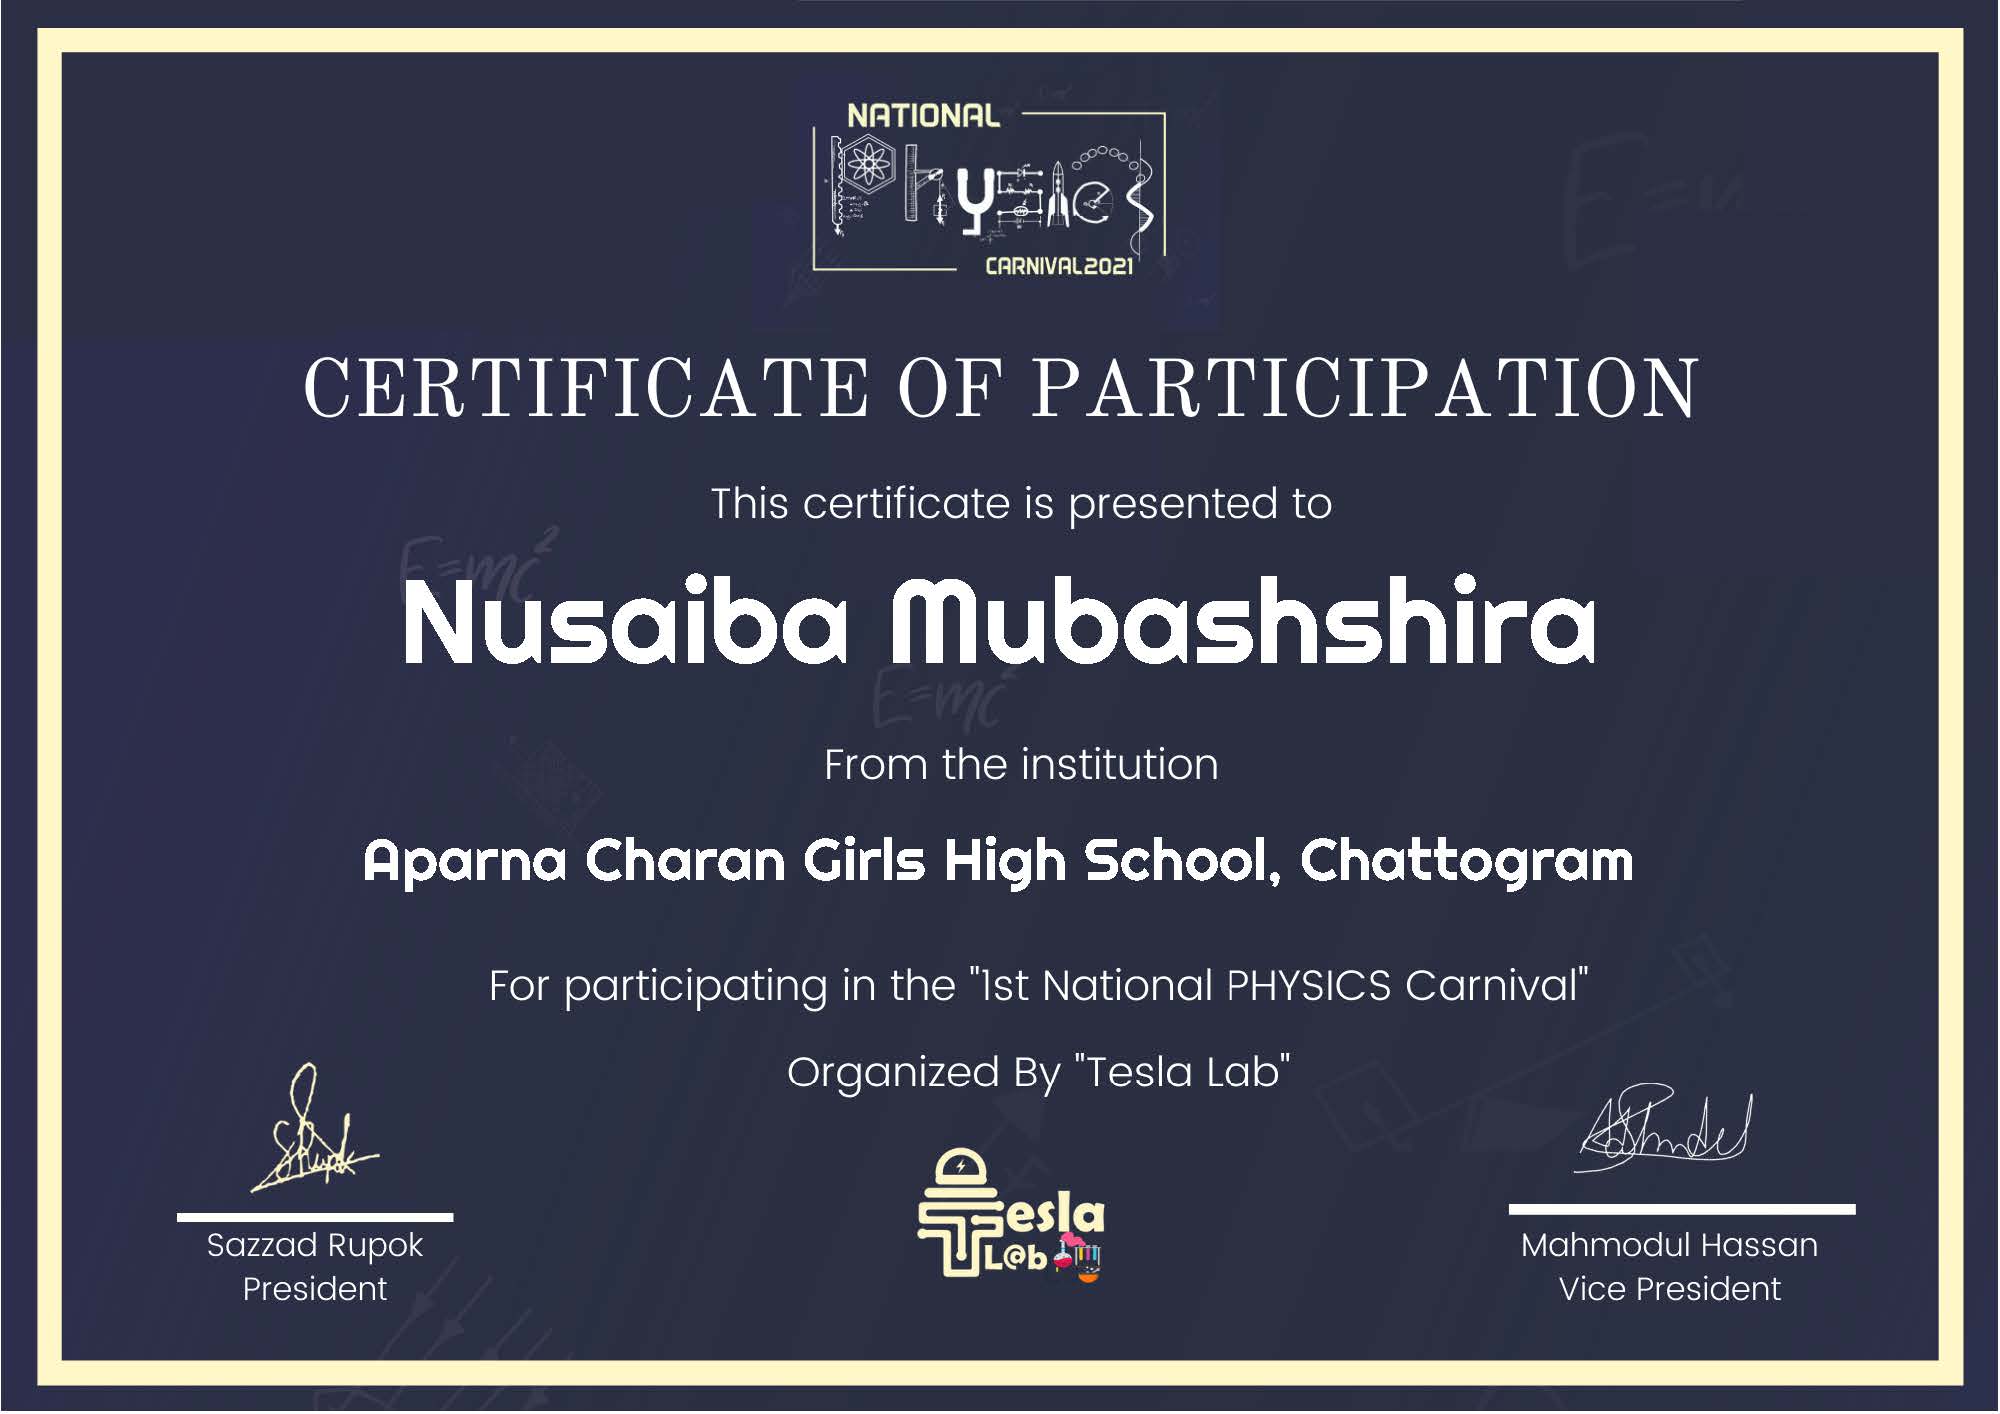 NATIONAL
Physics
CARNIVAL2021
CERTIFICATE OF PARTICIPATION
This certificate is presented to
E=mc²
Nusaiba Mubashshira
E=mc²
From the institution
Aparna Charan Girls High School, Chattogram
For participating in the "1st National PHYSICS Carnival"
Organized By "Tesla Lab"
Tesla
L@b
Sazzad Rupok
President
Mahmodul Hassan
Vice President